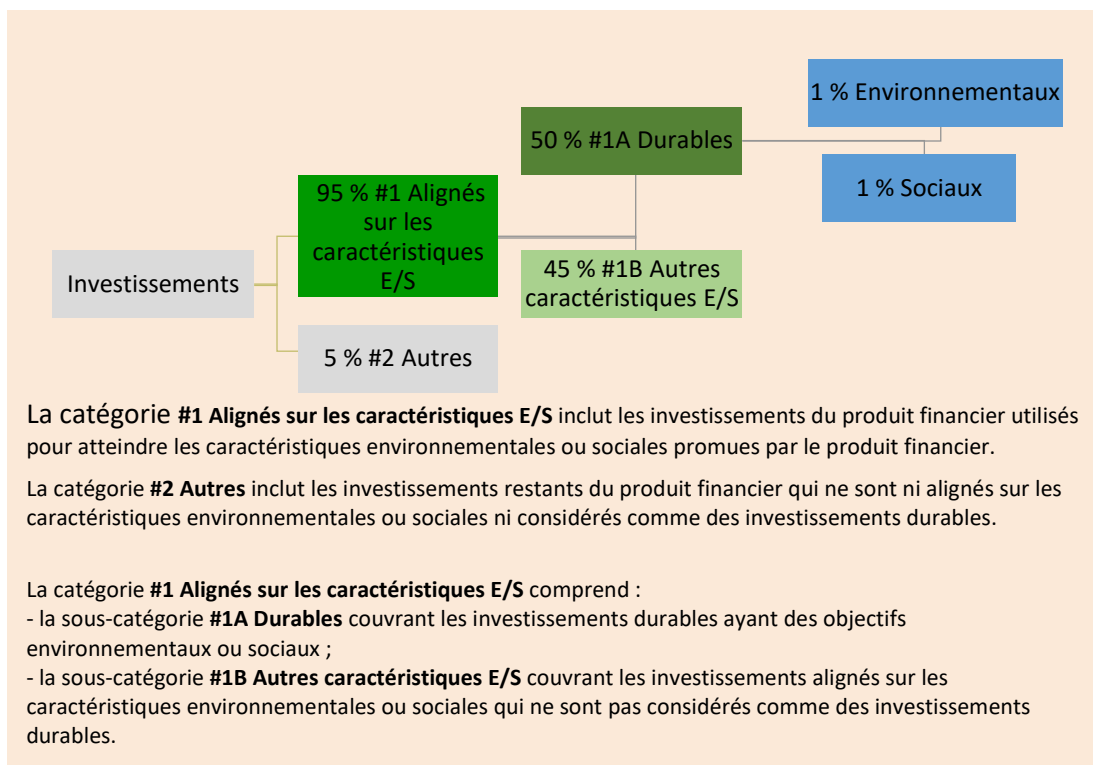 1 % Environnementaux
50 % #1A Durables
1 % Sociaux
95 % #1 Alignés
sur les
caractéristiques
E/S
Investissements
45 % #1B Autres
caractéristiques E/S
5 % #2 Autres
La catégorie #1 Alignés sur les caractéristiques E/S inclut les investissements du produit financier utilisés
pour atteindre les caractéristiques environnementales ou sociales promues par le produit financier.
La catégorie #2 Autres inclut les investissements restants du produit financier qui ne sont ni alignés sur les
caractéristiques environnementales ou sociales ni considérés comme des investissements durables.
La catégorie #1 Alignés sur les caractéristiques E/S comprend :
- la sous-catégorie #1A Durables couvrant les investissements durables ayant des objectifs
environnementaux ou sociaux ;
- la sous-catégorie #1B Autres caractéristiques E/S couvrant les investissements alignés sur les
caractéristiques environnementales ou sociales qui ne sont pas considérés comme des investissements
durables.